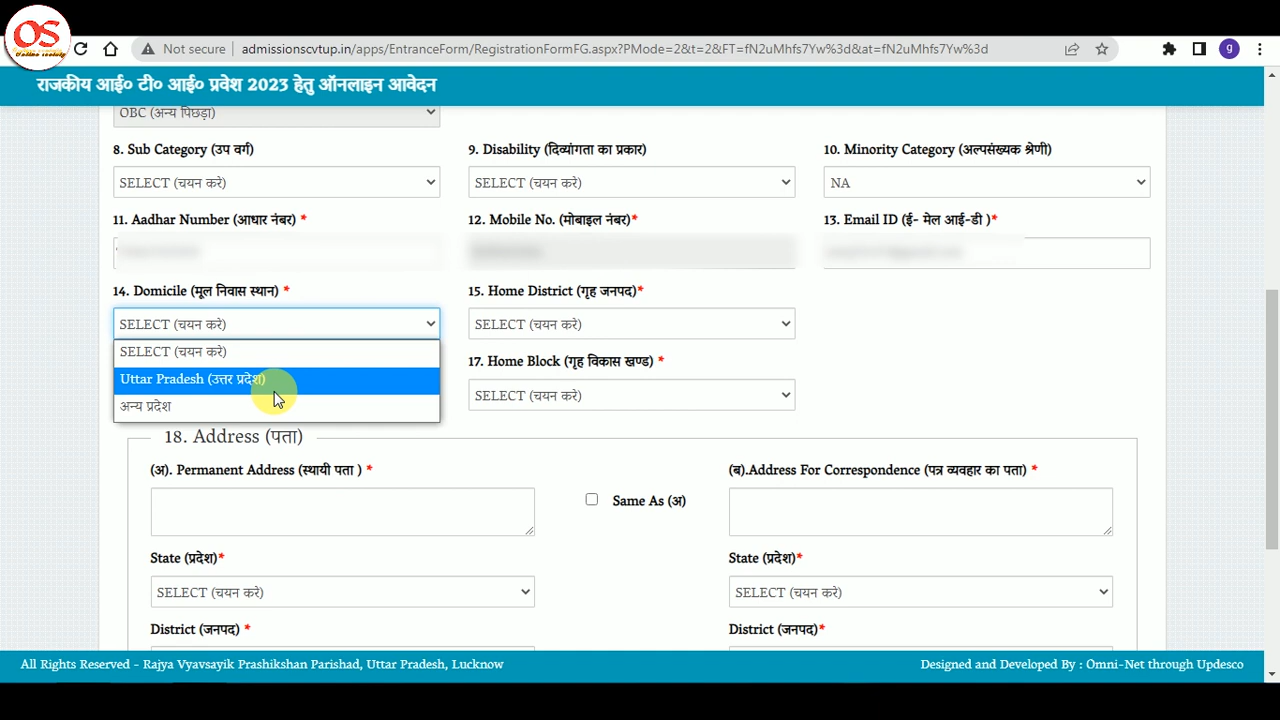 OS
Online society
Not secure
admissionscvtup.in/apps/EntranceForms/RegistrationFormFG.aspx?PMode=2&t=2&FT=fN2uMhfs7Yw%3d&at=fN2uMhfs7Yw%3d
g
राजकीय आई० टी० आई० प्रवेश 2023 हेतु ऑनलाइन आवेदन
OBC (अन्य पिछड़ा)
8. Sub Category (उप वर्ग) 9. Disability (दिव्यांगता का प्रकार) 10. Minority Category (अल्पसंख्यक श्रेणी)
SELECT (चयन करे) SELECT (चयन करे) NA
11. Aadhar Number (आधार नंबर) * 12. Mobile No. (मोबाइल नंबर)* 13. Email ID (ई- मेल आई-डी )*
14. Domicile (मूल निवास स्थान) * 15. Home District (गृह जनपद)*
SELECT (चयन करे) SELECT (चयन करे)
SELECT (चयन करे)
17. Home Block (गृह विकास खण्ड) *
Uttar Pradesh (उत्तर प्रदेश)
SELECT (चयन करे)
अन्य प्रदेश
18. Address (पता)
(अ). Permanent Address (स्थायी पता ) * (ब).Address For Correspondence (पत्र व्यवहार का पता) *
Same As (अ)
State (प्रदेश)* State (प्रदेश)*
SELECT (चयन करे) SELECT (चयन करे)
District (जनपद) * District (जनपद)*
All Rights Reserved - Rajya Vyavsayik Prashikshan Parishad, Uttar Pradesh, Lucknow Designed and Developed By : Omni-Net through Updesco